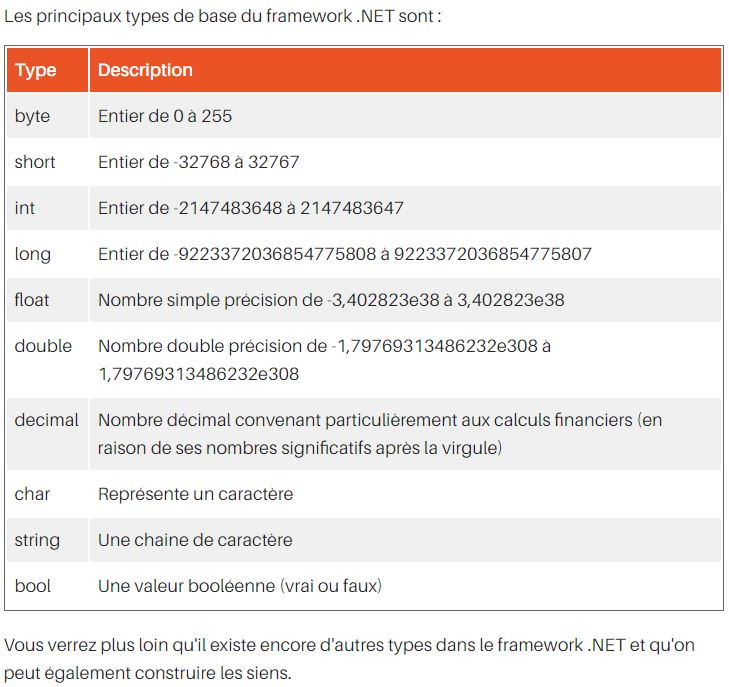 Les principaux types de base du framework .NET sont :
Type Description
byte Entier de 0 à 255
short Entier de -32768 à 32767
int Entier de -2147483648 à 2147483647
long Entier de -9223372036854775808 à 9223372036854775807
float Nombre simple précision de -3,402823e38 à 3,402823e38
double Nombre double précision de -1,79769313486232e308 à
1,79769313486232e308
decimal Nombre décimal convenant particulièrement aux calculs financiers (en
raison de ses nombres significatifs après la virgule)
char Représente un caractère
string Une chaine de caractère
bool Une valeur booléenne (vrai ou faux)
Vous verrez plus loin qu'il existe encore d'autres types dans le framework .NET et qu'on
peut également construire les siens.